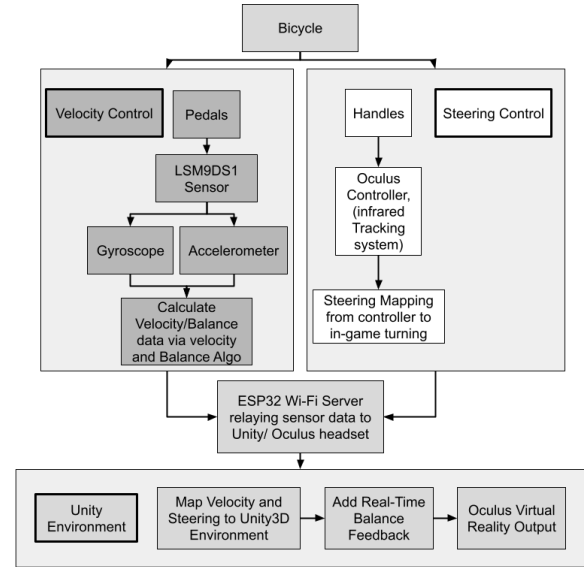 Bicycle
Velocity Control
Pedals
LSM9DS1
Sensor
Gyroscope
Accelerometer
Calculate
Velocity/Balance
data via velocity
and Balance Algo
Handles
Steering Control
Oculus
Controller,
(infrared
Tracking
system)
Steering Mapping
from controller to
in-game turning
ESP32 Wi-Fi Server
relaying sensor data to
Unity/ Oculus headset
Unity
Environment
Map Velocity and
Steering to Unity3D
Environment
Add Real-Time
Balance
Feedback
Oculus Virtual
Reality Output